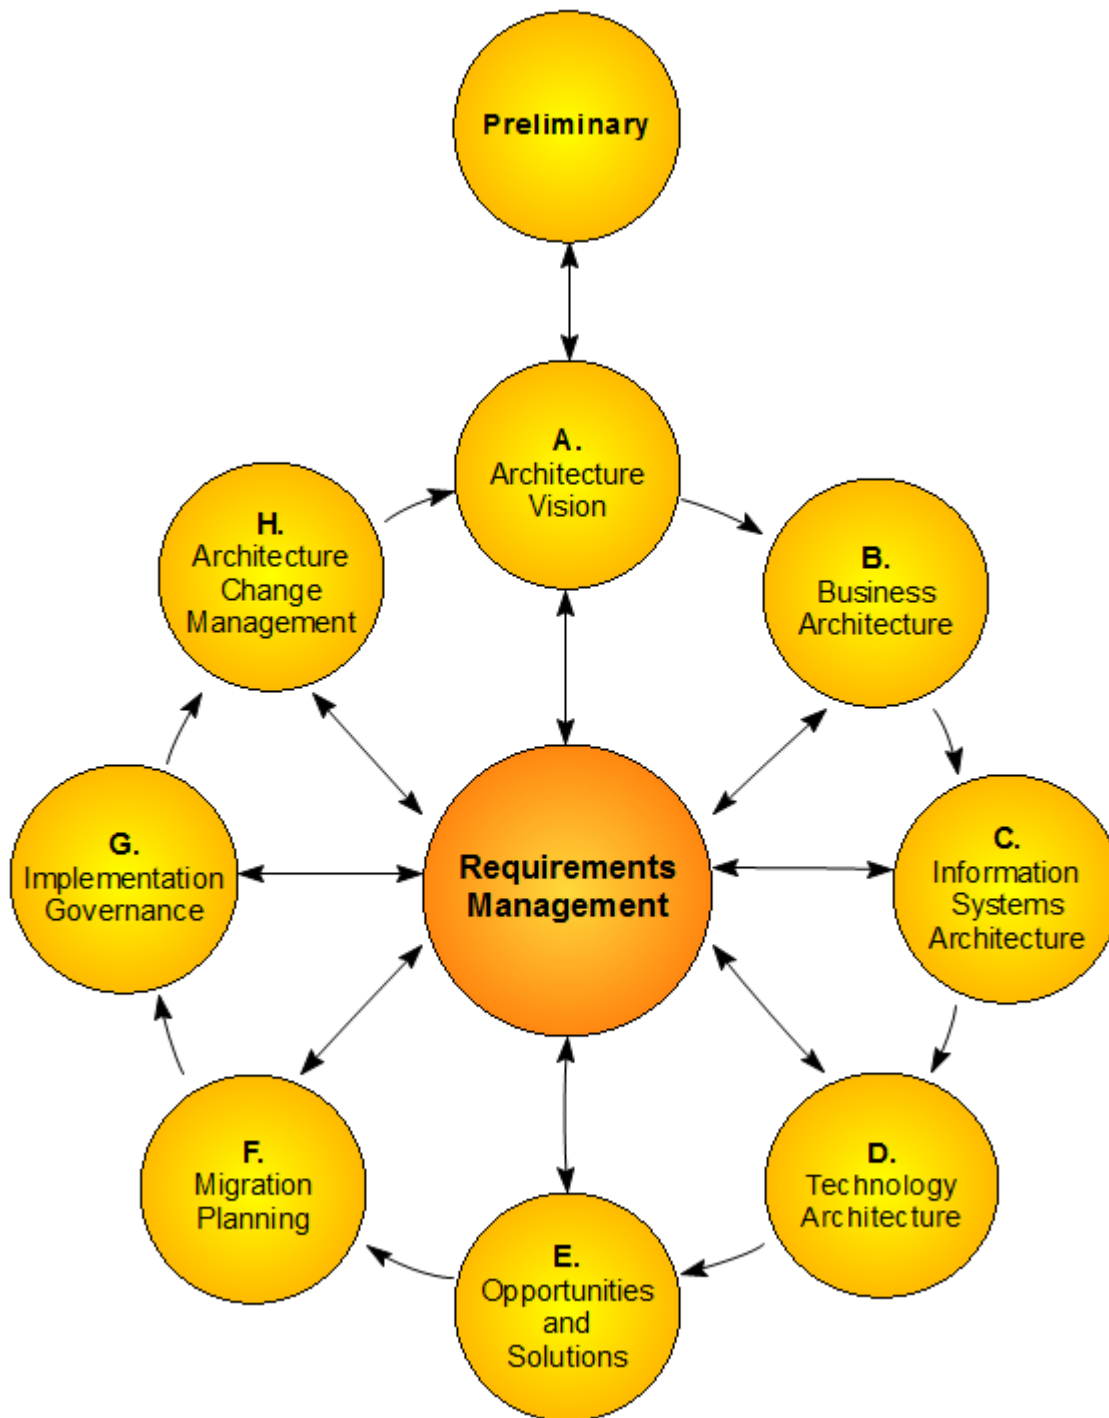 Preliminary
A.
Architecture
Vision
B.
Business
Architecture
C.
Information
Systems
Architecture
D.
Technology
Architecture
E.
Opportunities
and
Solutions
F.
Migration
Planning
G.
Implementation
Governance
H.
Architecture
Change
Management
Requirements
Management